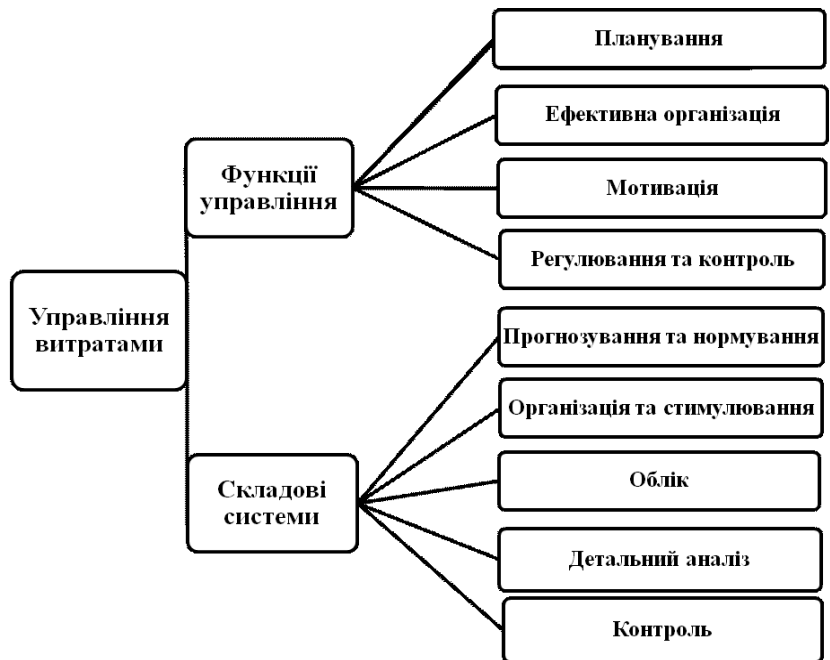 Управління
витратами
Функції
управління
Планування
Ефективна організація
Мотивація
Регулювання та контроль
Складові
системи
Прогнозування та нормування
Організація та стимулювання
Облік
Детальний аналіз
Контроль